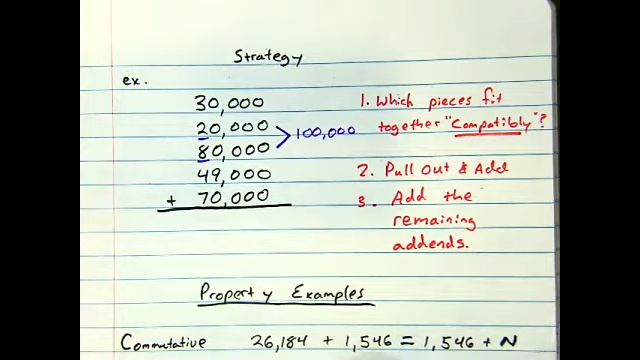 Strategy
ex.
30,000
20,000
80,000
100,000
49,000
+ 70,000
1. Which pieces fit
together "Compatibly"?
2. Pull Out & Add
3. Add the
remaining
addends.
Property Examples
Commutative 26,184 + 1,546 = 1,546 + N